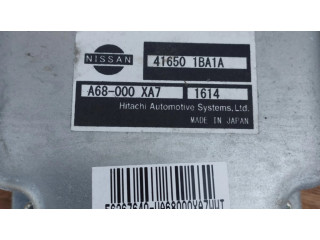 NISSAN
41650 1BA1A
A68-000 XA7 1614
Hitachi Automotive Systems,Ltd.
MADE IN JAPAN